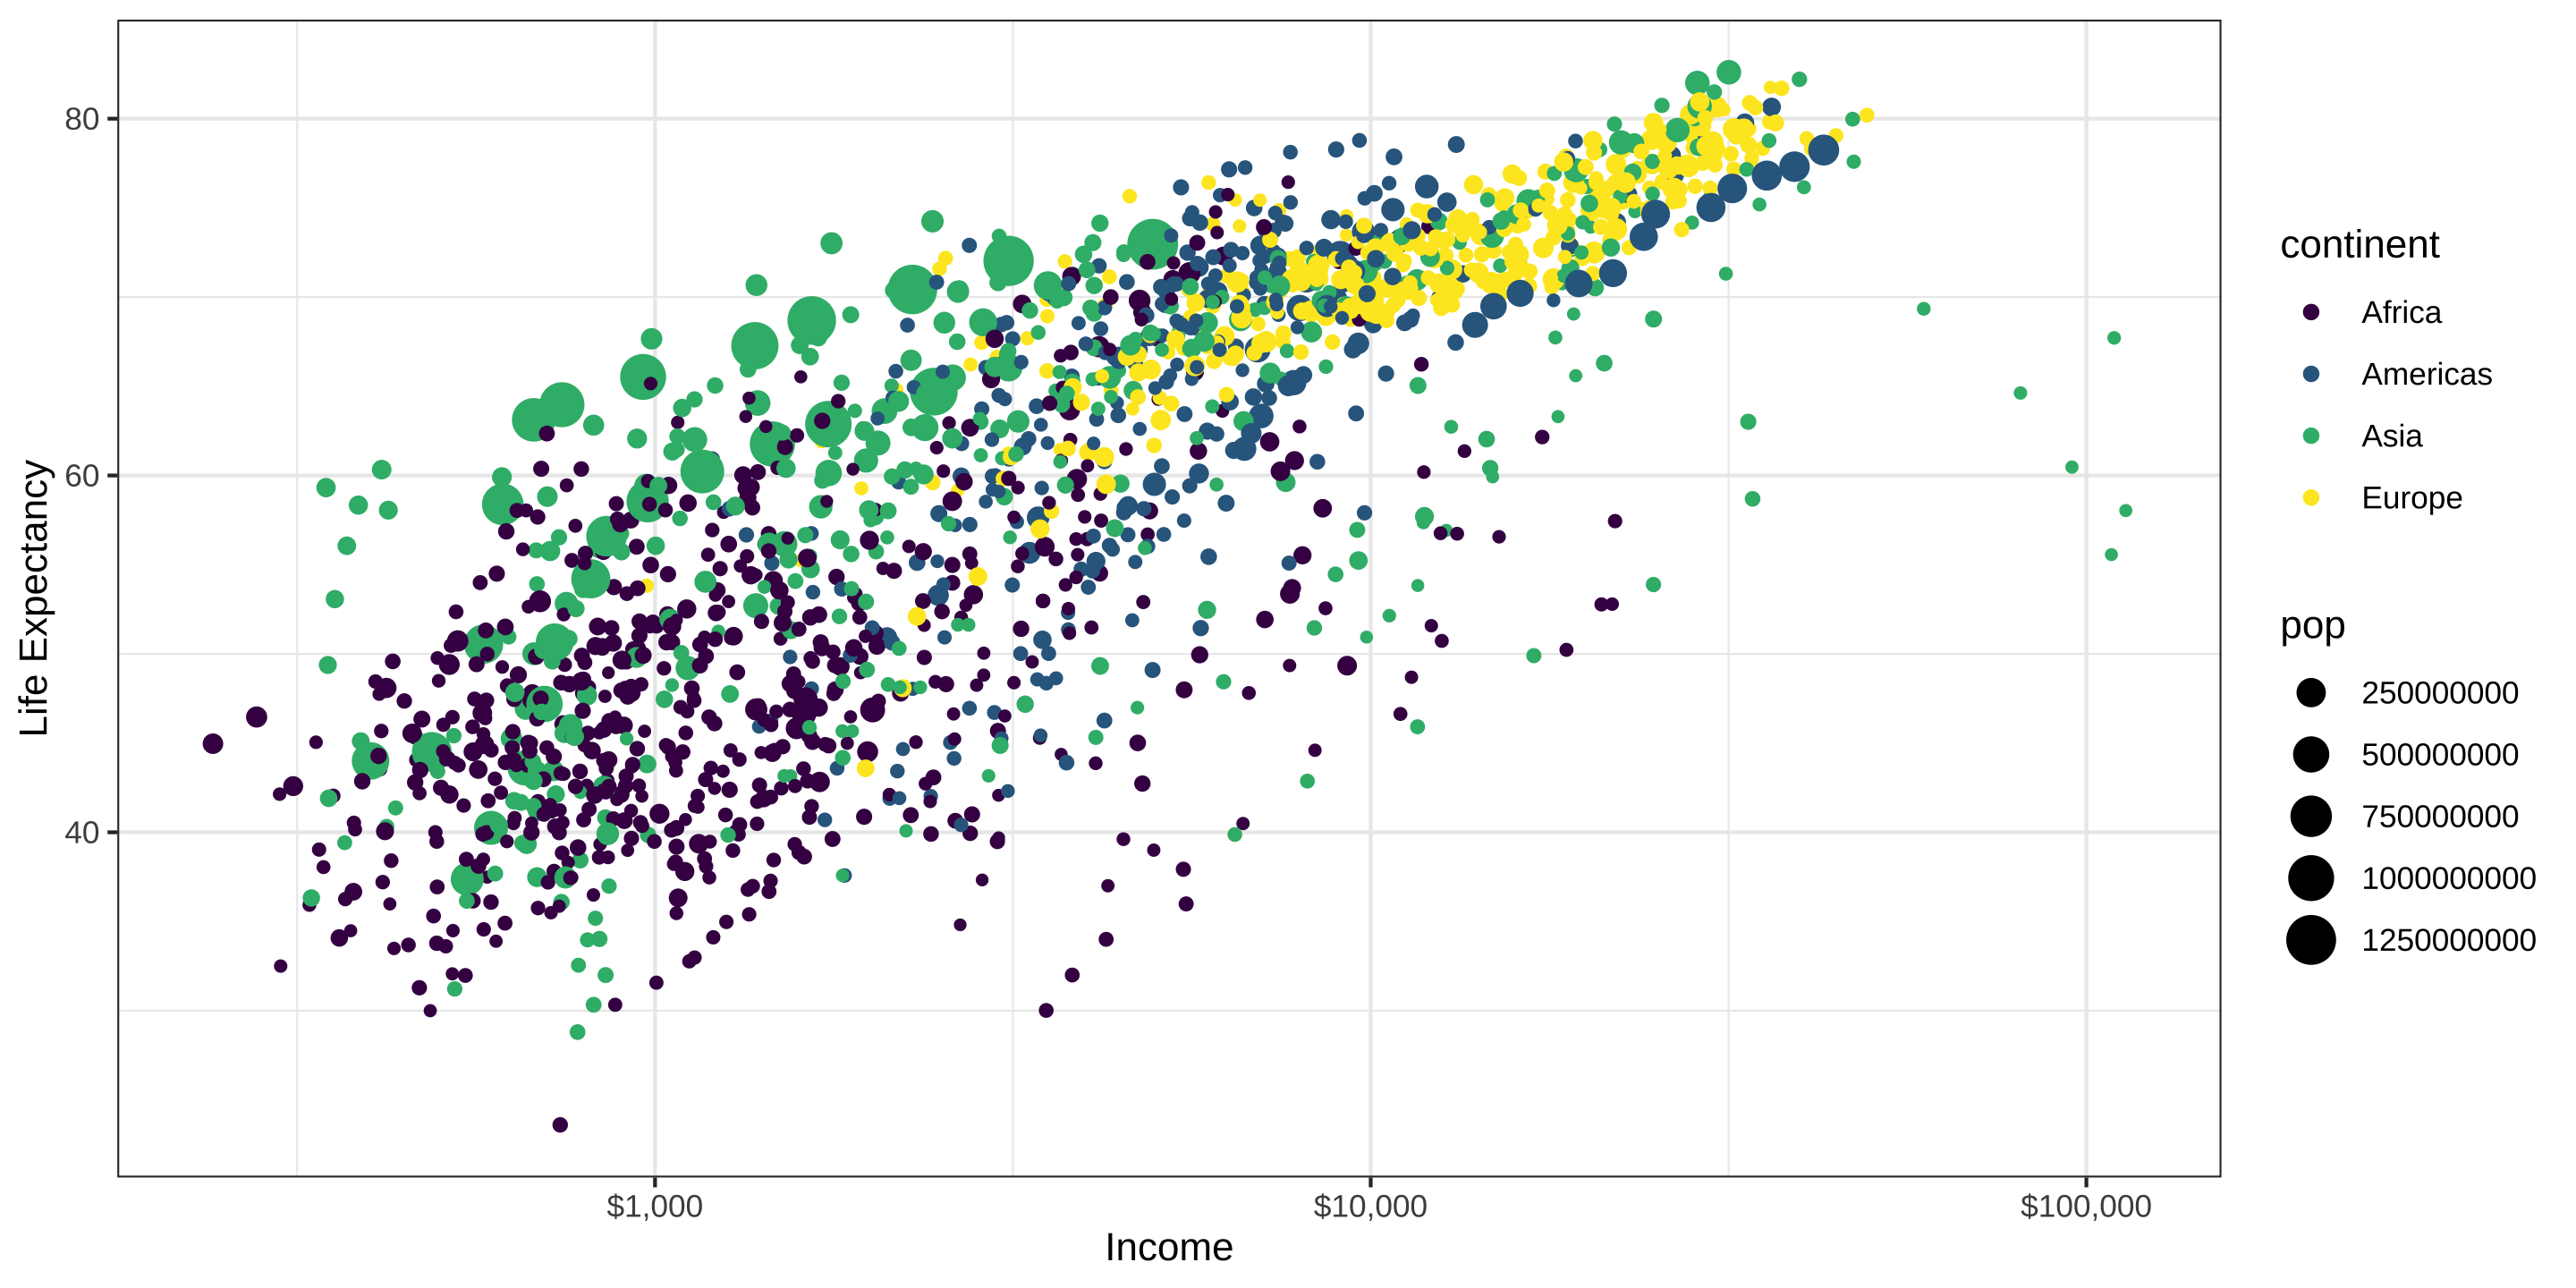 Life Expectancy
80
60
40
$1,000
$10,000
$100,000
Income
continent
Africa
Americas
Asia
Europe
pop
250000000
500000000
750000000
1000000000
1250000000